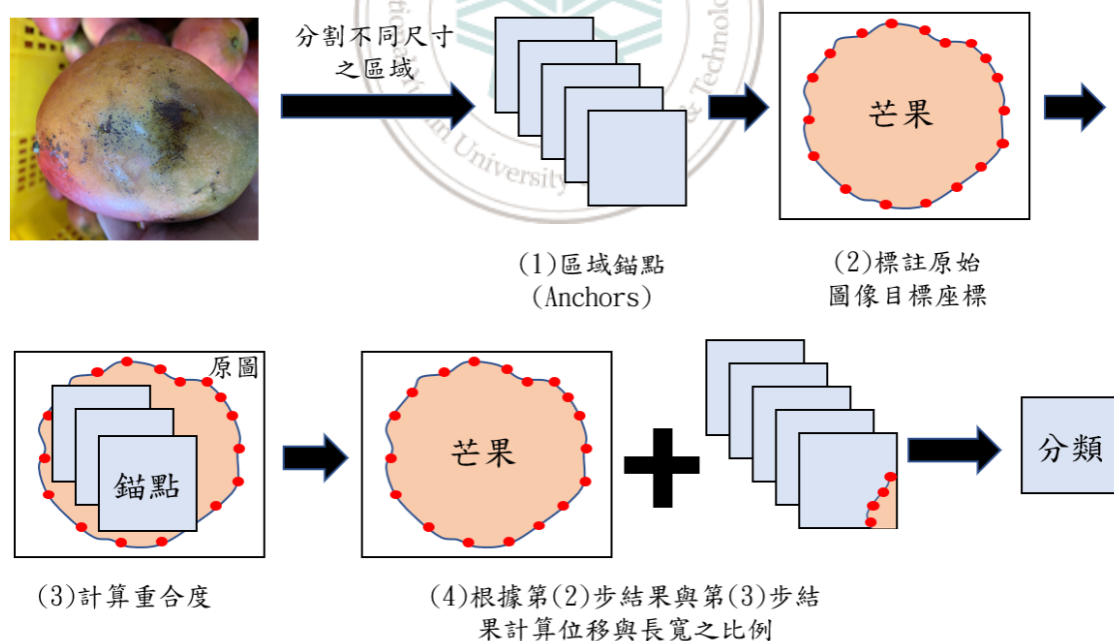 分割不同尺寸
之區域
芒果
(1)區域錨點
(Anchors)
(2)標註原始
圖像目標座標
原圖
錨點
芒果
分類
(3)計算重合度
(4)根據第(2)步結果與第(3)步結
果計算位移與長寬之比例
University
& Technology